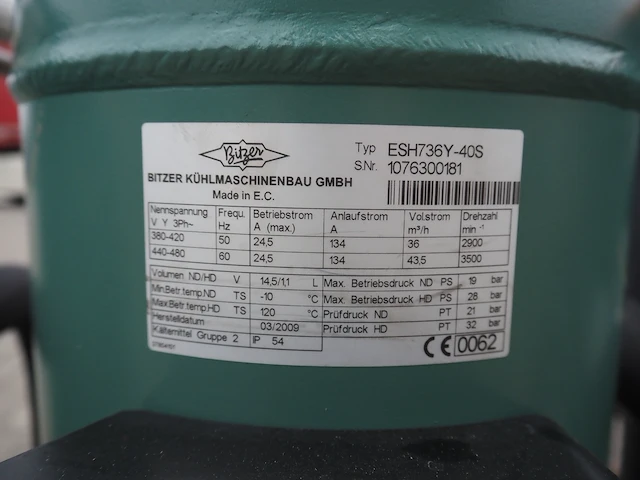 Bitzer
Typ ESH736Y-40S
S.Nr. 1076300181
BITZER KÜHLMASCHINENBAU GMBH
Made in E.C.
Nennspannung Frequ. Betriebstrom Anlaufstrom Volstrom Drehzahl
V Y 3Ph~ Hz A (max.) A m³/h min -1
380-420 50 24,5 134 36 2900
440-480 60 24,5 134 43,5 3500
Volumen ND/HD V 14,5/1,1 L Max. Betriebsdruck ND PS 19 bar
Min.Betr.temp.ND TS -10 °C Max. Betriebsdruck HD PS 28 bar
Max.Betr.temp.HD TS 120 °C Prüfdruck ND PT 21 bar
Herstelldatum 03/2009 Prüfdruck HD PT 32 bar
Kältemittel Gruppe 2 IP 54 CE 0062